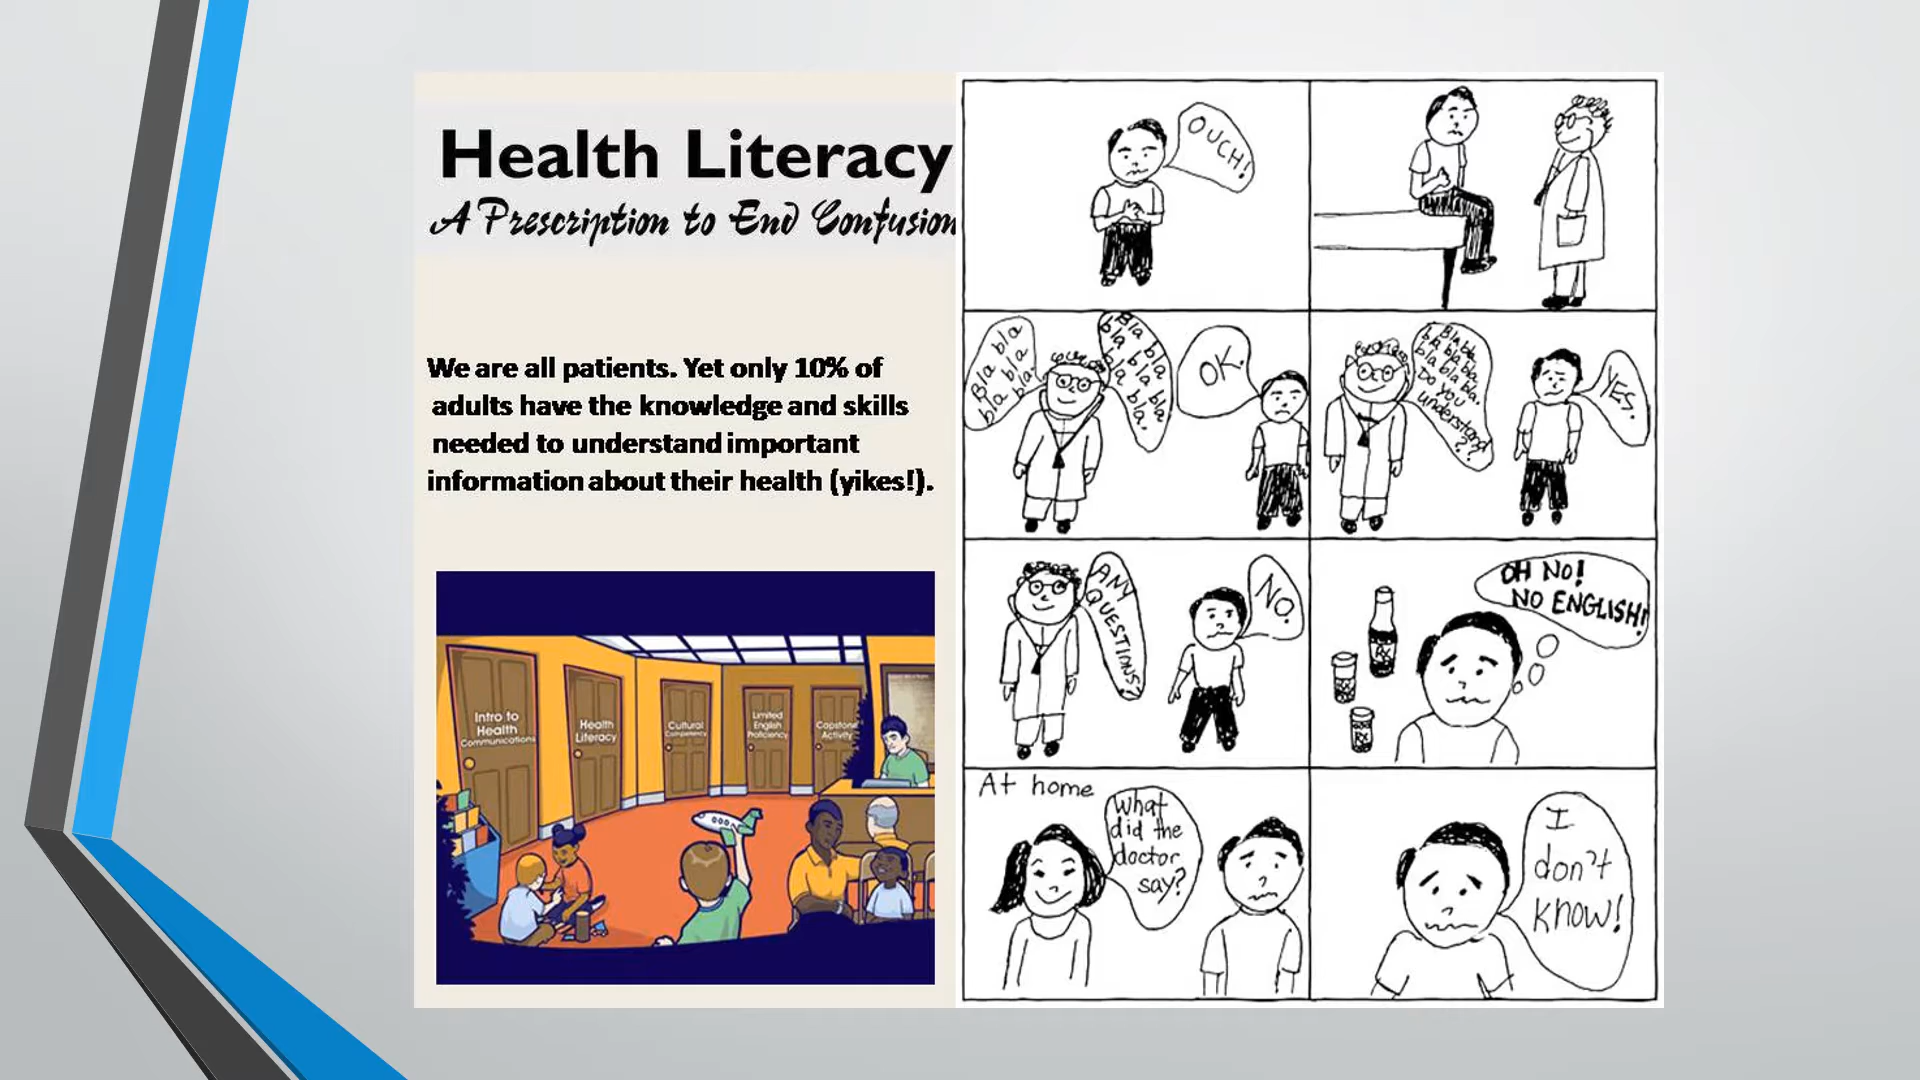 Health Literacy
A Prescription to End Confusion
We are all patients. Yet only 10% of
adults have the knowledge and skills
needed to understand important
information about their health (yikes!).
Intro to
Health
Communications
Health
Literacy
Cultural
Competency
Limited
English
Proficiency
Capstone
Activity
OUCH!
Bla bla
bla bla
bla bla.
Bla bla
bla bla
bla bla
bla bla.
OK.
Bla bla
bla bla
bla bla.
Do you
understand
??
YES.
ANY
QUESTIONS?
NO.
OH NO!
NO ENGLISH!
Rx
Rx
At home
What
did the
doctor
say?
I
don't
know!